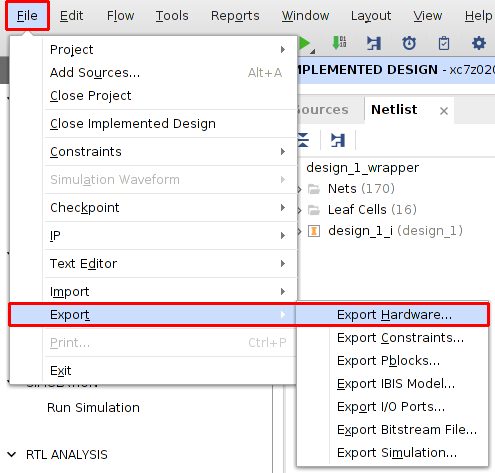 File Edit Flow Tools Reports Window Layout View Help
IMPLEMENTED DESIGN - xc7z020
Project
Add Sources... Alt+A
Close Project
Close Implemented Design
Constraints
Simulation Waveform
Checkpoint
IP
Text Editor
Import
Export
Print... Ctrl+P
Exit
Sources Netlist ×
design_1_wrapper
Nets (170)
Leaf Cells (16)
design_1_i (design_1)
Export Hardware...
Export Constraints...
Export Pblocks...
Export IBIS Model...
Export I/O Ports...
Export Bitstream File...
Export Simulation...
SIMULATION
Run Simulation
RTL ANALYSIS